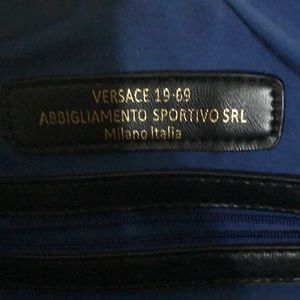 VERSACE 19·69
ABBIGLIAMENTO SPORTIVO SRL
Milano Italia